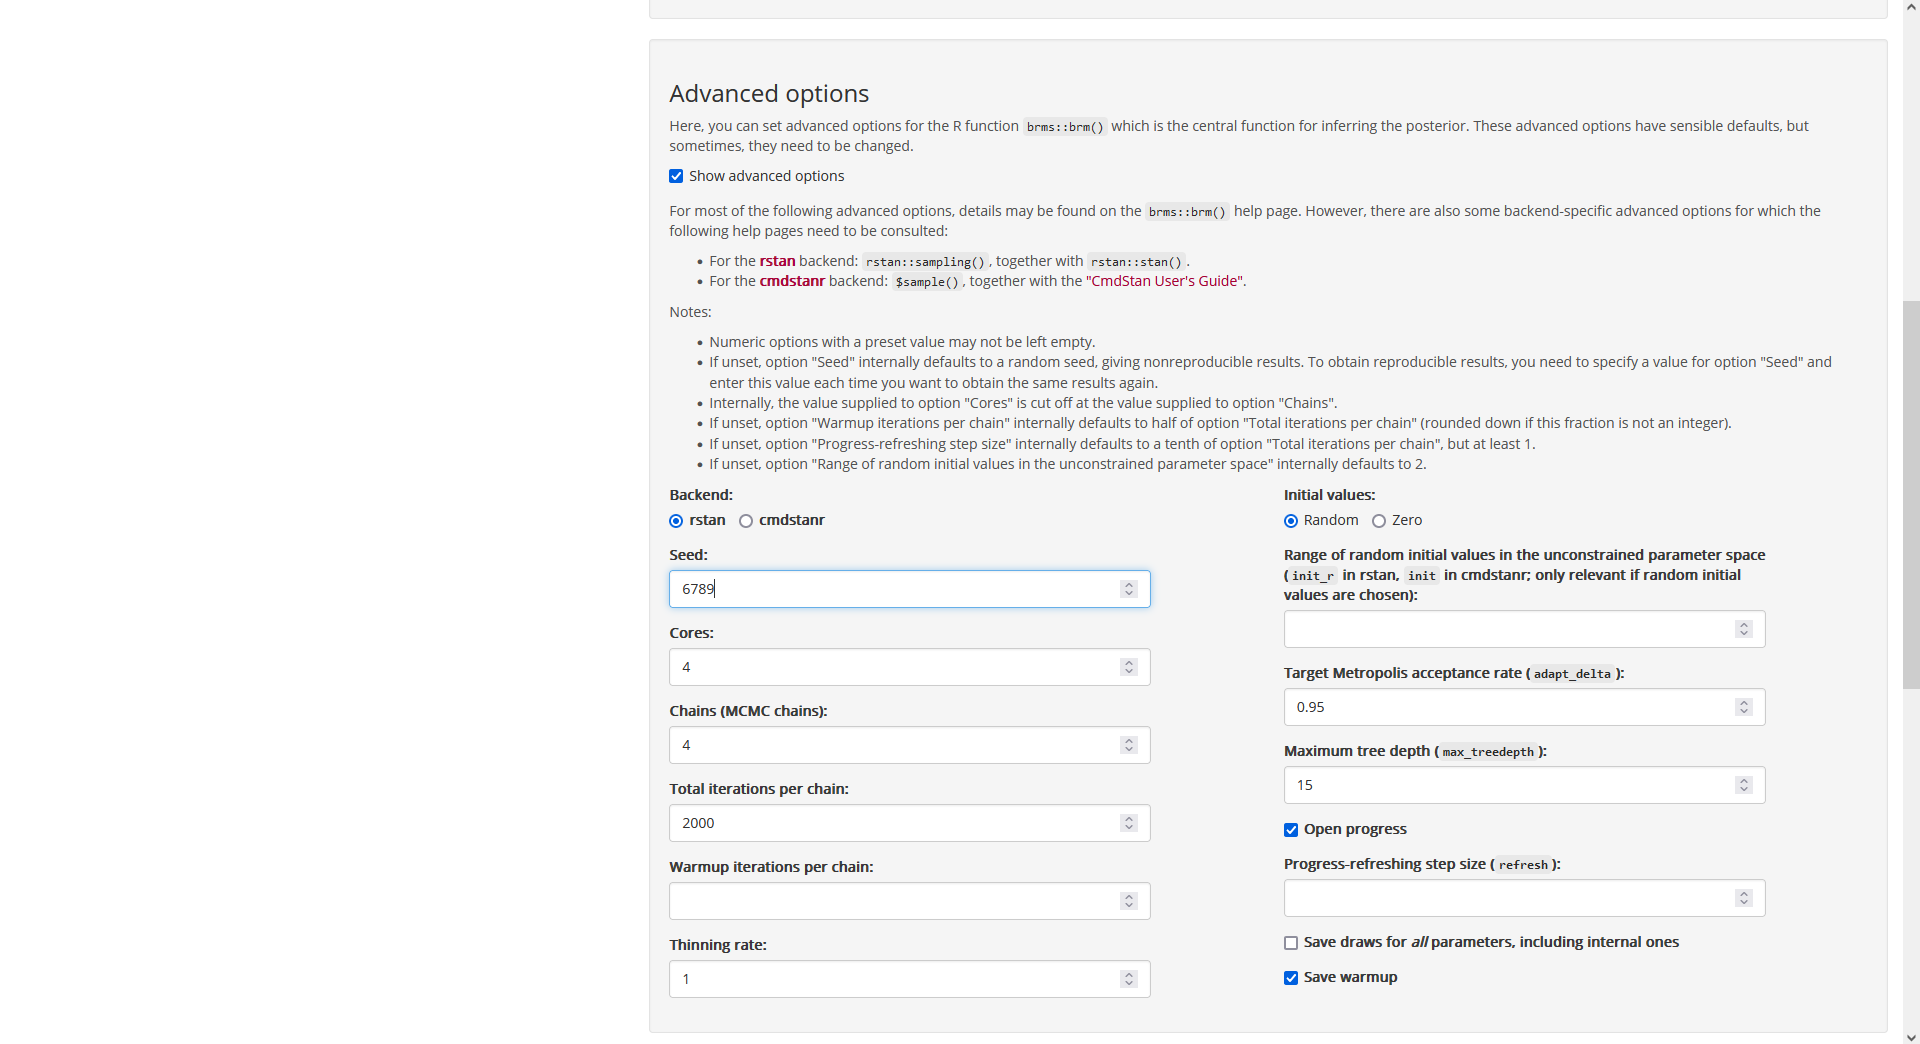 Advanced options
Here, you can set advanced options for the R function brms::brm() which is the central function for inferring the posterior. These advanced options have sensible defaults, but
sometimes, they need to be changed.
Show advanced options
For most of the following advanced options, details may be found on the brms::brm() help page. However, there are also some backend-specific advanced options for which the
following help pages need to be consulted:
• For the rstan backend: rstan::sampling(), together with rstan::stan().
• For the cmdstanr backend: $sample(), together with the "CmdStan User's Guide".
Notes:
• Numeric options with a preset value may not be left empty.
• If unset, option "Seed" internally defaults to a random seed, giving nonreproducible results. To obtain reproducible results, you need to specify a value for option "Seed" and
enter this value each time you want to obtain the same results again.
• Internally, the value supplied to option "Cores" is cut off at the value supplied to option "Chains".
• If unset, option "Warmup iterations per chain" internally defaults to half of option "Total iterations per chain" (rounded down if this fraction is not an integer).
• If unset, option "Progress-refreshing step size" internally defaults to a tenth of option "Total iterations per chain", but at least 1.
• If unset, option "Range of random initial values in the unconstrained parameter space" internally defaults to 2.
Backend:
rstan cmdstanr
Seed:
6789
Cores:
4
Chains (MCMC chains):
4
Total iterations per chain:
2000
Warmup iterations per chain:
Thinning rate:
1
Initial values:
Random Zero
Range of random initial values in the unconstrained parameter space
(init_r in rstan, init in cmdstanr; only relevant if random initial
values are chosen):
Target Metropolis acceptance rate (adapt_delta):
0.95
Maximum tree depth (max_treedepth):
15
Open progress
Progress-refreshing step size (refresh):
Save draws for all parameters, including internal ones
Save warmup